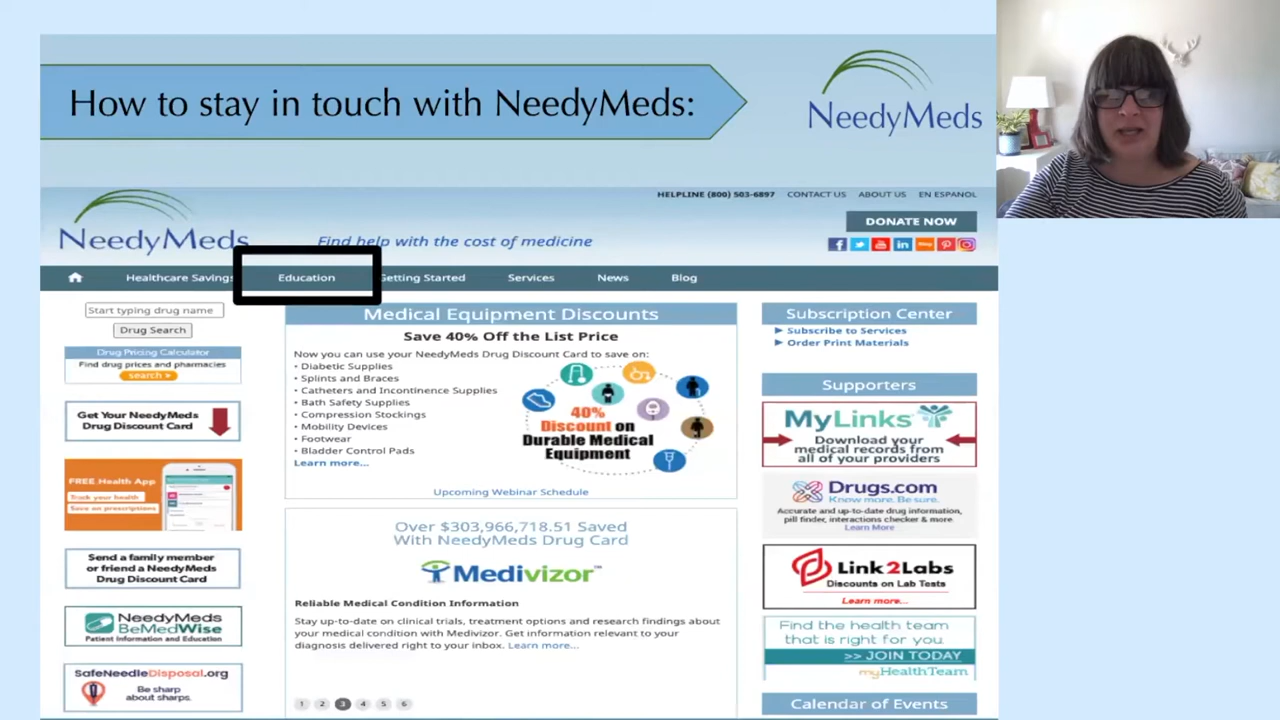 How to stay in touch with NeedyMeds:
NeedyMeds
HELPLINE (800) 503-6897 CONTACT US ABOUT US EN ESPANOL
DONATE NOW
NeedyMeds
Find help with the cost of medicine
Healthcare Savings Education Getting Started Services News Blog
Start typing drug name
Drug Search
Drug Pricing Calculator
Find drug prices and pharmacies
search »
Get Your NeedyMeds
Drug Discount Card
FREE Health App
Track your health
Save on prescriptions
Send a family member
or friend a NeedyMeds
Drug Discount Card
NeedyMeds
BeMedWise
Patient Information and Education
SafeNeedleDisposal.org
Be sharp
about sharps.
Medical Equipment Discounts
Save 40% Off the List Price
Now you can use your NeedyMeds Drug Discount Card to save on:
• Diabetic Supplies
• Splints and Braces
• Catheters and Incontinence Supplies
• Bath Safety Supplies
• Compression Stockings
• Mobility Devices
• Footwear
• Bladder Control Pads
Learn more...
40%
Discount on
Durable Medical
Equipment
Upcoming Webinar Schedule
Over $303,966,718.51 Saved
With NeedyMeds Drug Card
Medivizor™
Reliable Medical Condition Information
Stay up-to-date on clinical trials, treatment options and research findings about
your medical condition with Medivizor. Get information relevant to your
diagnosis delivered right to your inbox. Learn more...
1 2 3 4 5 6
Subscription Center
Subscribe to Services
Order Print Materials
Supporters
MyLinks
Download your
medical records from
all of your providers
Drugs.com
Know more. Be sure.
Accurate and up-to-date drug information,
pill finder, interactions checker & more.
Learn More
Link2Labs
Discounts on Lab Tests
Learn more...
Find the health team
that is right for you.
>> JOIN TODAY
myHealthTeam
Calendar of Events